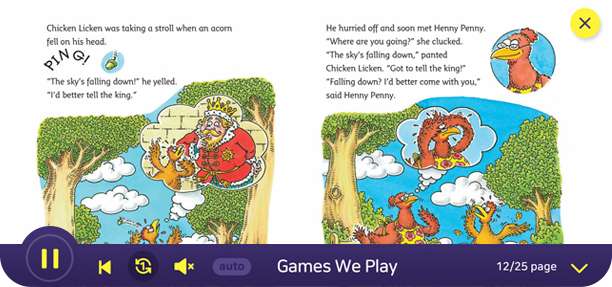 Chicken Licken was taking a stroll when an acorn
fell on his head.
PING!
"The sky's falling down!" he yelled.
"I'd better tell the king."
He hurried off and soon met Henny Penny.
"Where are you going?" she clucked.
"The sky's falling down," panted
Chicken Licken. "Got to tell the king!"
"Falling down? I'd better come with you,"
said Henny Penny.
1
auto
Games We Play
12/25 page